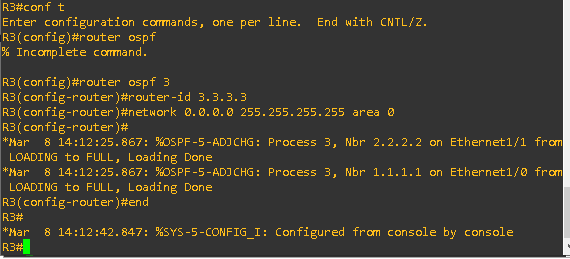 R3#conf t
Enter configuration commands, one per line.  End with CNTL/Z.
R3(config)#router ospf
% Incomplete command.
R3(config)#router ospf 3
R3(config-router)#router-id 3.3.3.3
R3(config-router)#network 0.0.0.0 255.255.255.255 area 0
R3(config-router)#
*Mar  8 14:12:25.867: %OSPF-5-ADJCHG: Process 3, Nbr 2.2.2.2 on Ethernet1/1 from
 LOADING to FULL, Loading Done
*Mar  8 14:12:25.867: %OSPF-5-ADJCHG: Process 3, Nbr 1.1.1.1 on Ethernet1/0 from
 LOADING to FULL, Loading Done
R3(config-router)#end
R3#
*Mar  8 14:12:42.847: %SYS-5-CONFIG_I: Configured from console by console
R3#